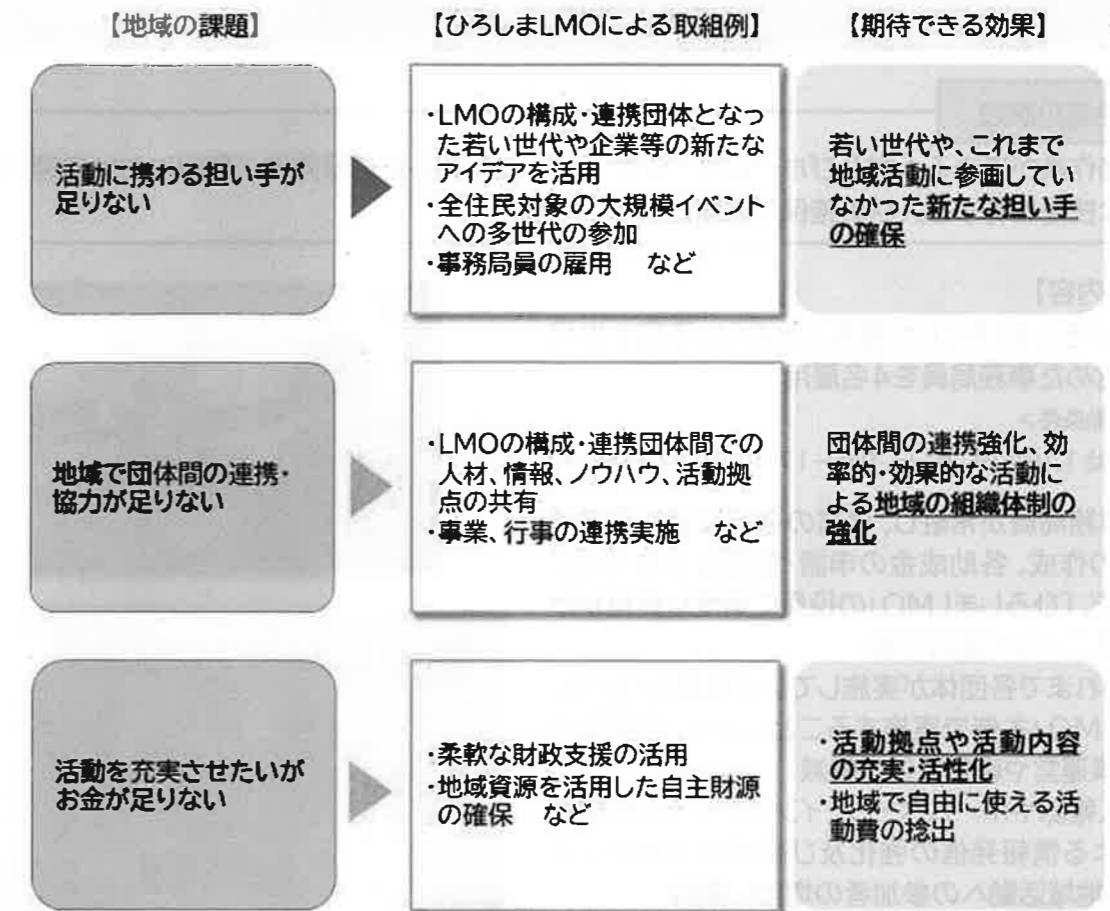 【地域の課題】
【ひろしまLMOによる取組例】
【期待できる効果】
活動に携わる担い手が
足りない
・LMOの構成・連携団体となっ
た若い世代や企業等の新たな
アイデアを活用
・全住民対象の大規模イベント
への多世代の参加
・事務局員の雇用　など
若い世代や、これまで
地域活動に参画してい
なかった新たな担い手
の確保
地域で団体間の連携・
協力が足りない
・LMOの構成・連携団体間での
人材、情報、ノウハウ、活動拠
点の共有
・事業、行事の連携実施　など
団体間の連携強化、効
率的・効果的な活動に
よる地域の組織体制の
強化
活動を充実させたいが
お金が足りない
・柔軟な財政支援の活用
・地域資源を活用した自主財源
の確保　など
・活動拠点や活動内容
の充実・活性化
・地域で自由に使える活
動費の捻出